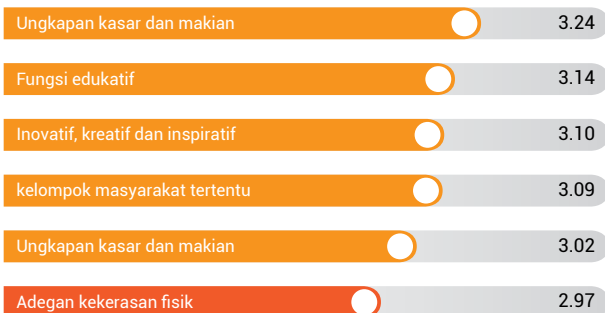 Ungkapan kasar dan makian 3.24
Fungsi edukatif 3.14
Inovatif, kreatif dan inspiratif 3.10
kelompok masyarakat tertentu 3.09
Ungkapan kasar dan makian 3.02
Adegan kekerasan fisik 2.97